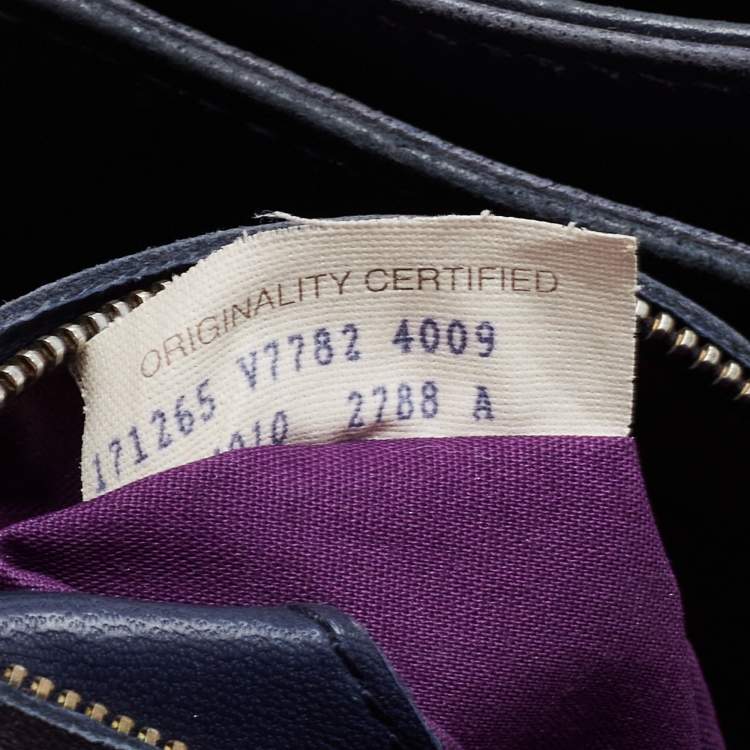 ORIGINALITY CERTIFIED
171265 V7782 4009
2788 A